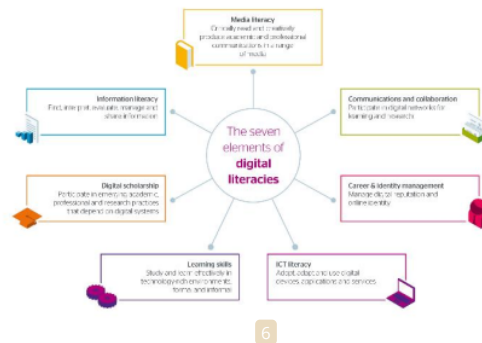 Media literacy
Critically read and creatively
produce academic and professional
communications in a range
of media
Information literacy
Find, interpret, evaluate, manage and
share information
Communications and collaboration
Participate in digital networks for
learning and research
The seven
elements of
digital
literacies
Digital scholarship
Participate in emerging academic,
professional and research practices
that depend on digital systems
Career & identity management
Manage digital reputation and
online identity
Learning skills
Study and learn effectively in
technology-rich environments,
formal and informal
ICT literacy
Adopt, adapt and use digital
devices, applications and services
6